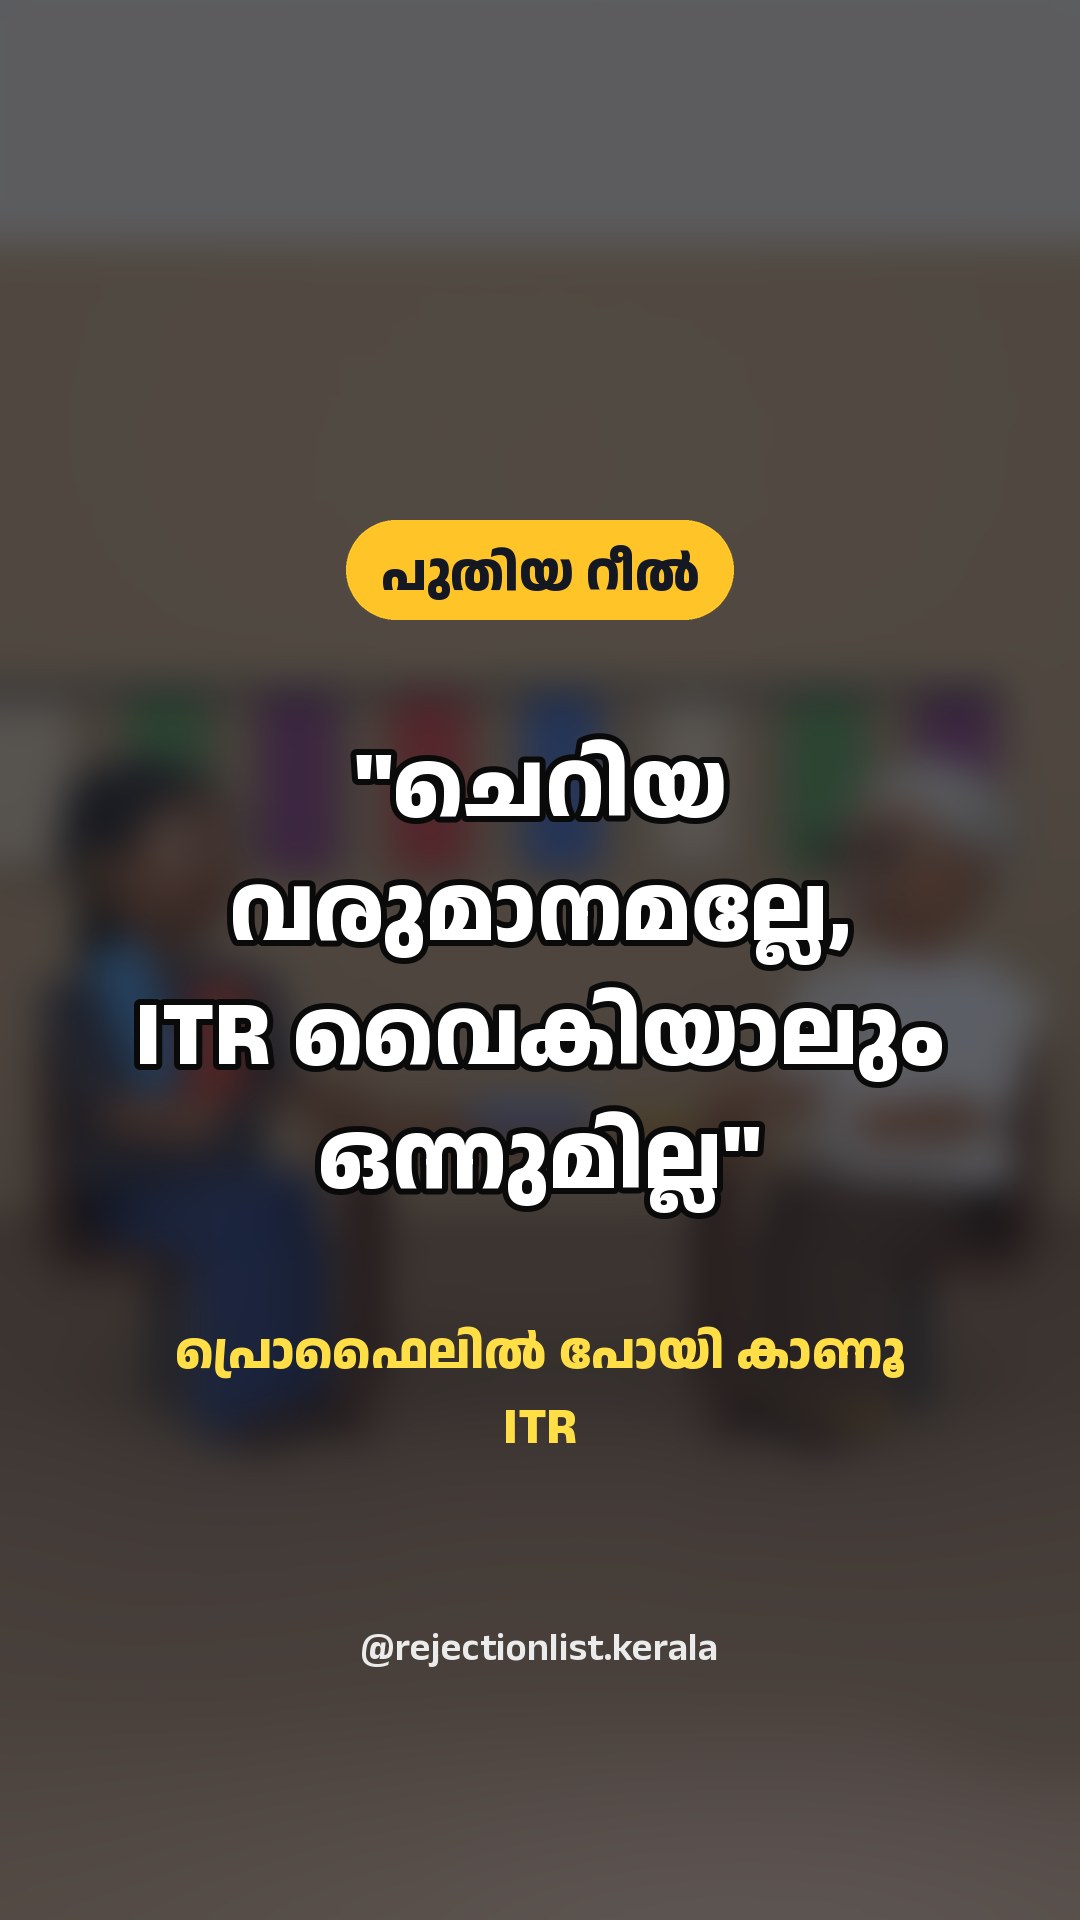 പുതിയ റീൽ
"ചെറിയ
വരുമാനമല്ലേ,
ITR വൈകിയാലും
ഒന്നുമില്ല"
പ്രൊഫൈലിൽ പോയി കാണൂ
ITR
@rejectionlist.kerala